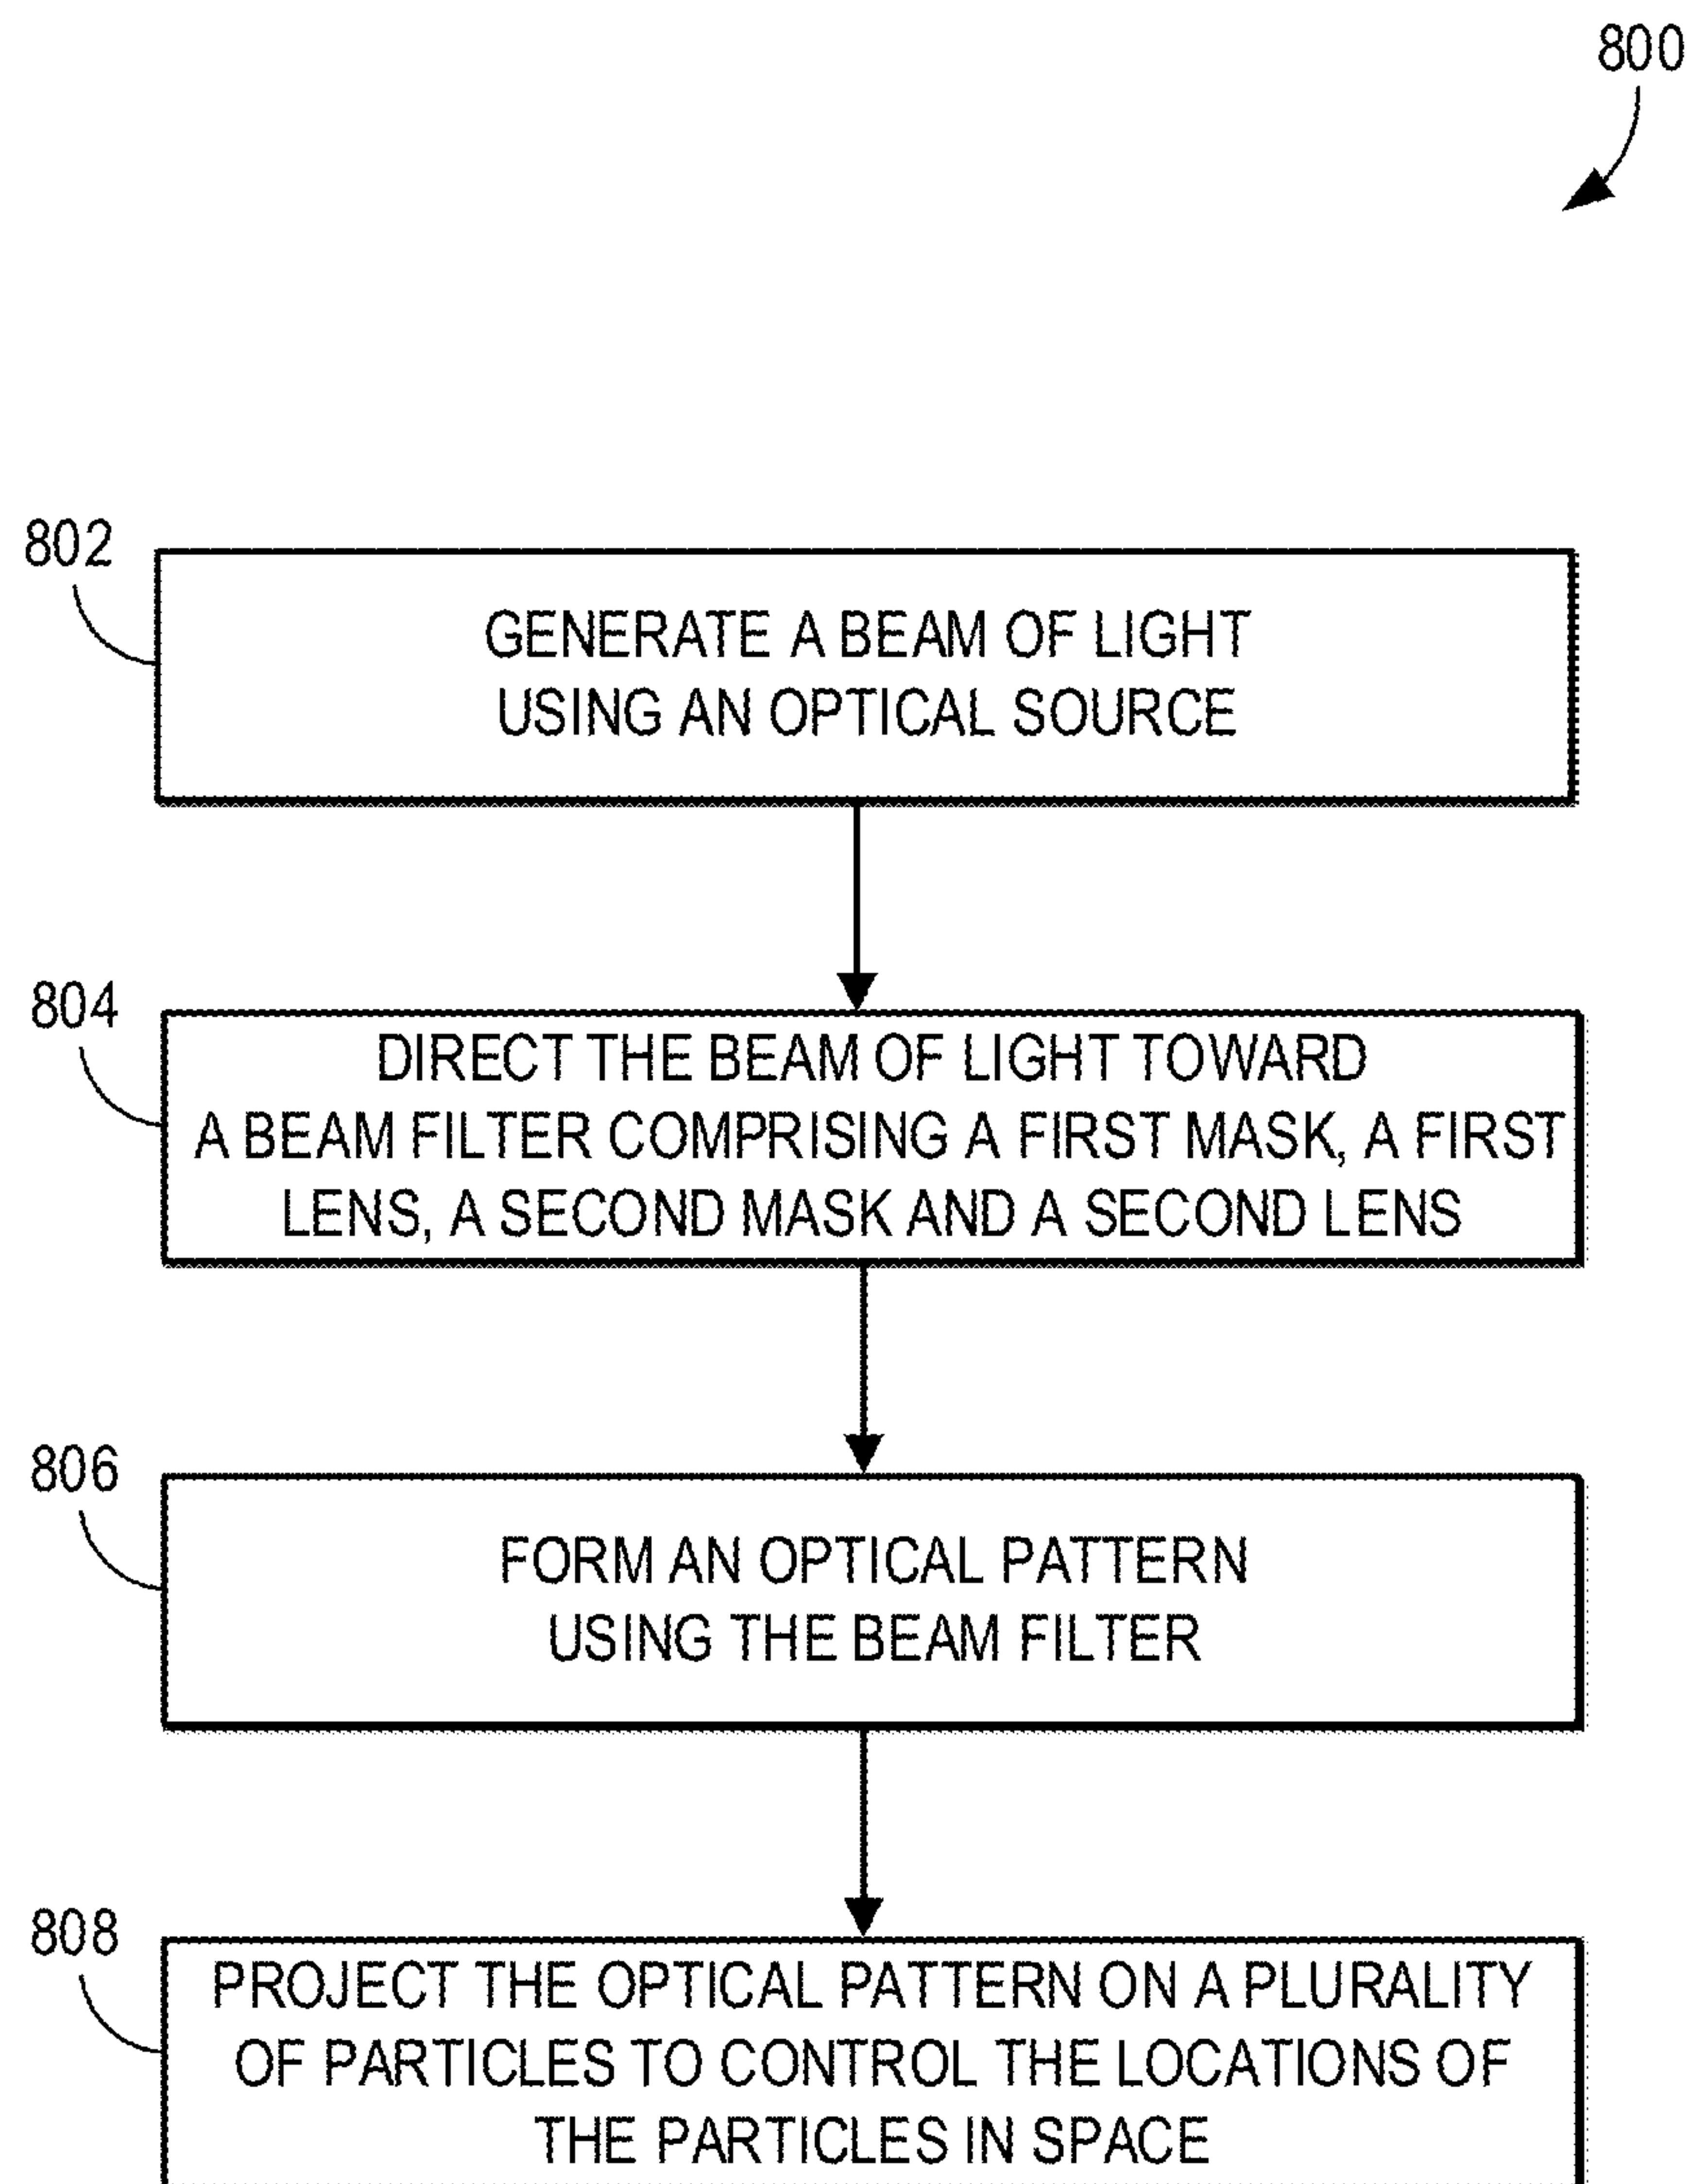 800
802
GENERATE A BEAM OF LIGHT
USING AN OPTICAL SOURCE
804
DIRECT THE BEAM OF LIGHT TOWARD
A BEAM FILTER COMPRISING A FIRST MASK, A FIRST
LENS, A SECOND MASK AND A SECOND LENS
806
FORM AN OPTICAL PATTERN
USING THE BEAM FILTER
808
PROJECT THE OPTICAL PATTERN ON A PLURALITY
OF PARTICLES TO CONTROL THE LOCATIONS OF
THE PARTICLES IN SPACE